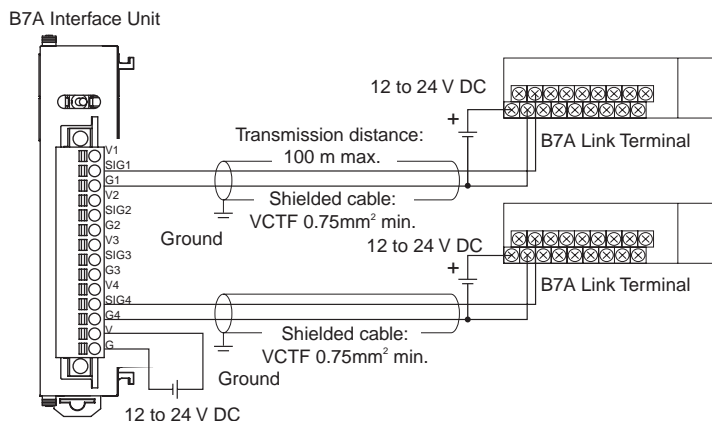 B7A Interface Unit
12 to 24 V DC
+
B7A Link Terminal
Transmission distance:
100 m max.
Shielded cable:
VCTF 0.75mm² min.
Ground
V1
SIG1
G1
V2
SIG2
G2
V3
SIG3
G3
V4
SIG4
G4
V
G
12 to 24 V DC
+
B7A Link Terminal
Shielded cable:
VCTF 0.75mm² min.
Ground
12 to 24 V DC